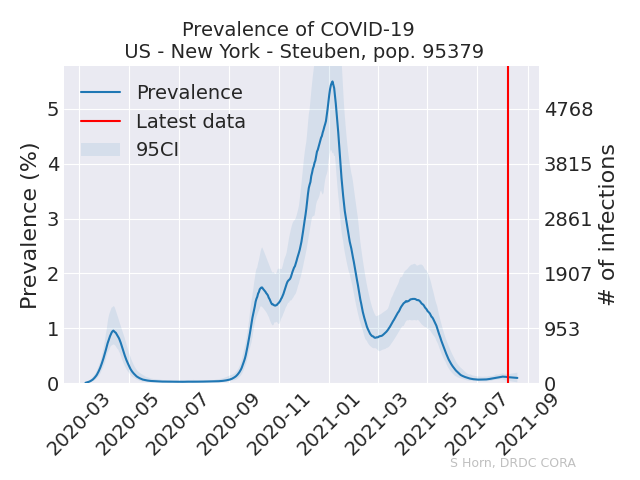 Prevalence of COVID-19
US - New York - Steuben, pop. 95379
Prevalence
Latest data
95CI
Prevalence (%)
5
4
3
2
1
0
4768
3815
2861
1907
953
0
# of infections
2020-03
2020-05
2020-07
2020-09
2020-11
2021-01
2021-03
2021-05
2021-07
2021-09
S Horn, DRDC CORA